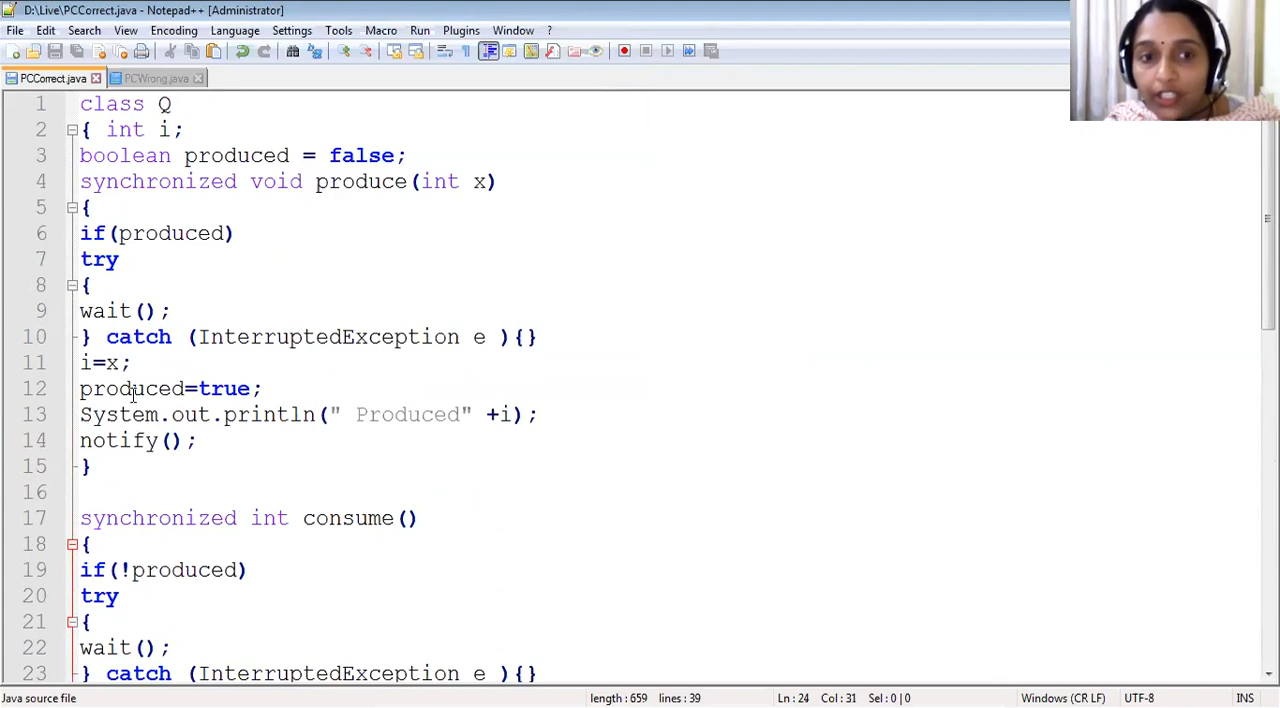 D:\Live\PCCorrect.java - Notepad++ [Administrator]
File Edit Search View Encoding Language Settings Tools Macro Run Plugins Window ?
PCCorrect.java PCWrong.java
1 class Q
2 { int i;
3 boolean produced = false;
4 synchronized void produce(int x)
5 {
6 if(produced)
7 try
8 {
9 wait();
10 } catch (InterruptedException e ){}
11 i=x;
12 produced=true;
13 System.out.println(" Produced" +i);
14 notify();
15 }
16
17 synchronized int consume()
18 {
19 if(!produced)
20 try
21 {
22 wait();
23 } catch (InterruptedException e ){}
Java source file length : 659 lines : 39 Ln : 24 Col : 31 Sel : 0 | 0 Windows (CR LF) UTF-8 INS